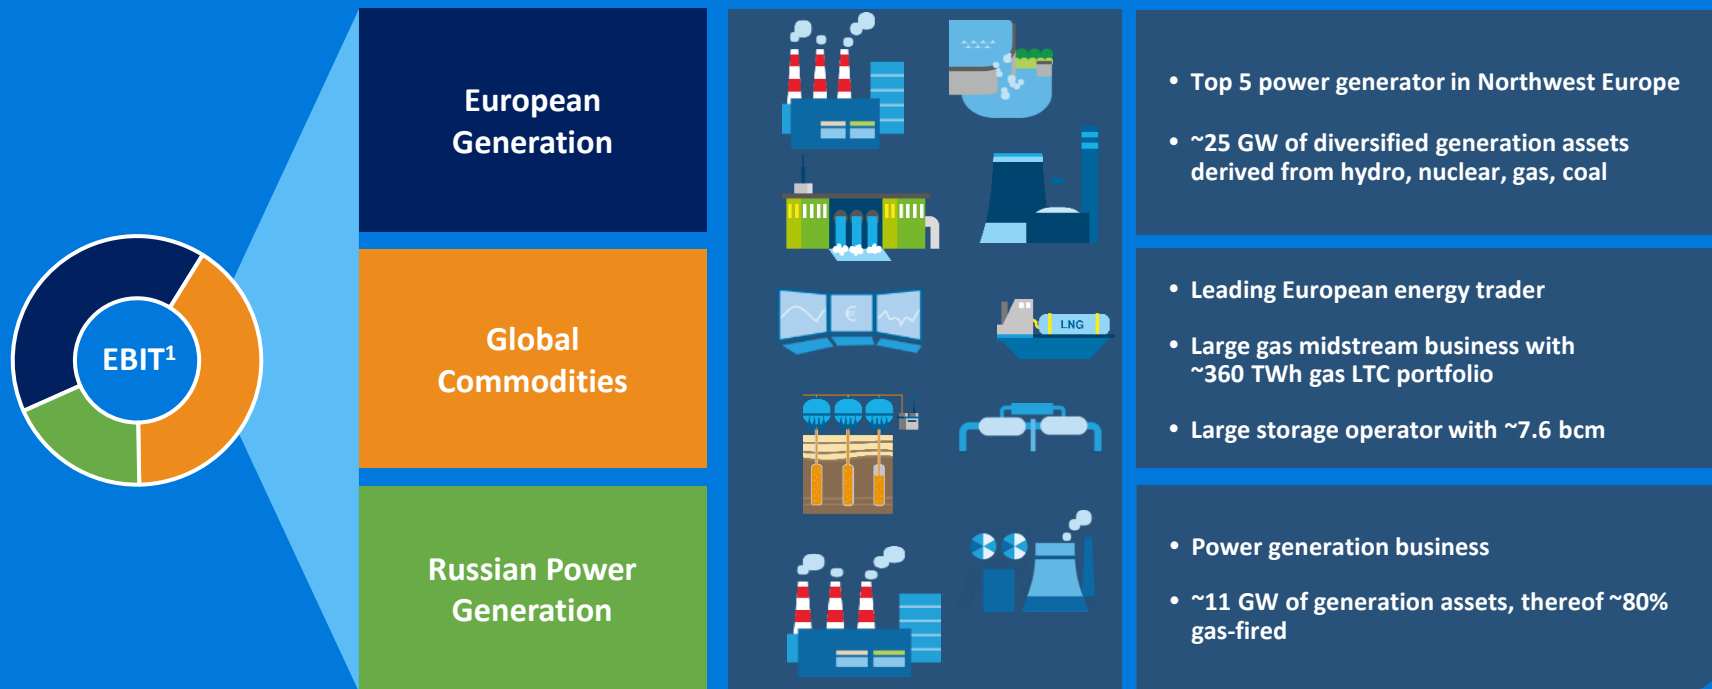 EBIT¹
European
Generation
• Top 5 power generator in Northwest Europe
• ~25 GW of diversified generation assets
derived from hydro, nuclear, gas, coal
Global
Commodities
€
LNG
• Leading European energy trader
• Large gas midstream business with
~360 TWh gas LTC portfolio
• Large storage operator with ~7.6 bcm
Russian Power
Generation
• Power generation business
• ~11 GW of generation assets, thereof ~80%
gas-fired